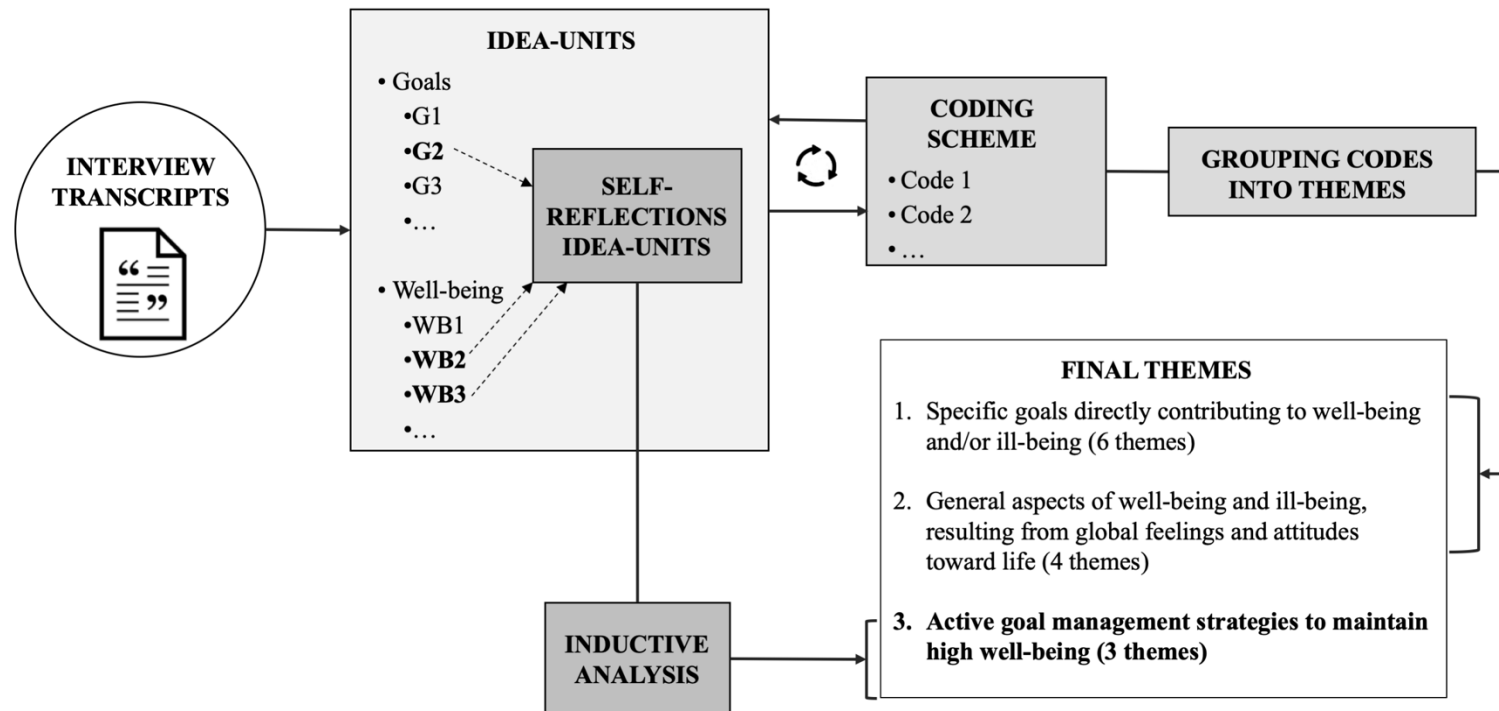 INTERVIEW
TRANSCRIPTS
IDEA-UNITS
• Goals
•G1
•G2
•G3
•…
• Well-being
•WB1
•WB2
•WB3
•…
SELF-
REFLECTIONS
IDEA-UNITS
CODING
SCHEME
• Code 1
• Code 2
• …
GROUPING CODES
INTO THEMES
INDUCTIVE
ANALYSIS
FINAL THEMES
1. Specific goals directly contributing to well-being
and/or ill-being (6 themes)
2. General aspects of well-being and ill-being,
resulting from global feelings and attitudes
toward life (4 themes)
3. Active goal management strategies to maintain
high well-being (3 themes)